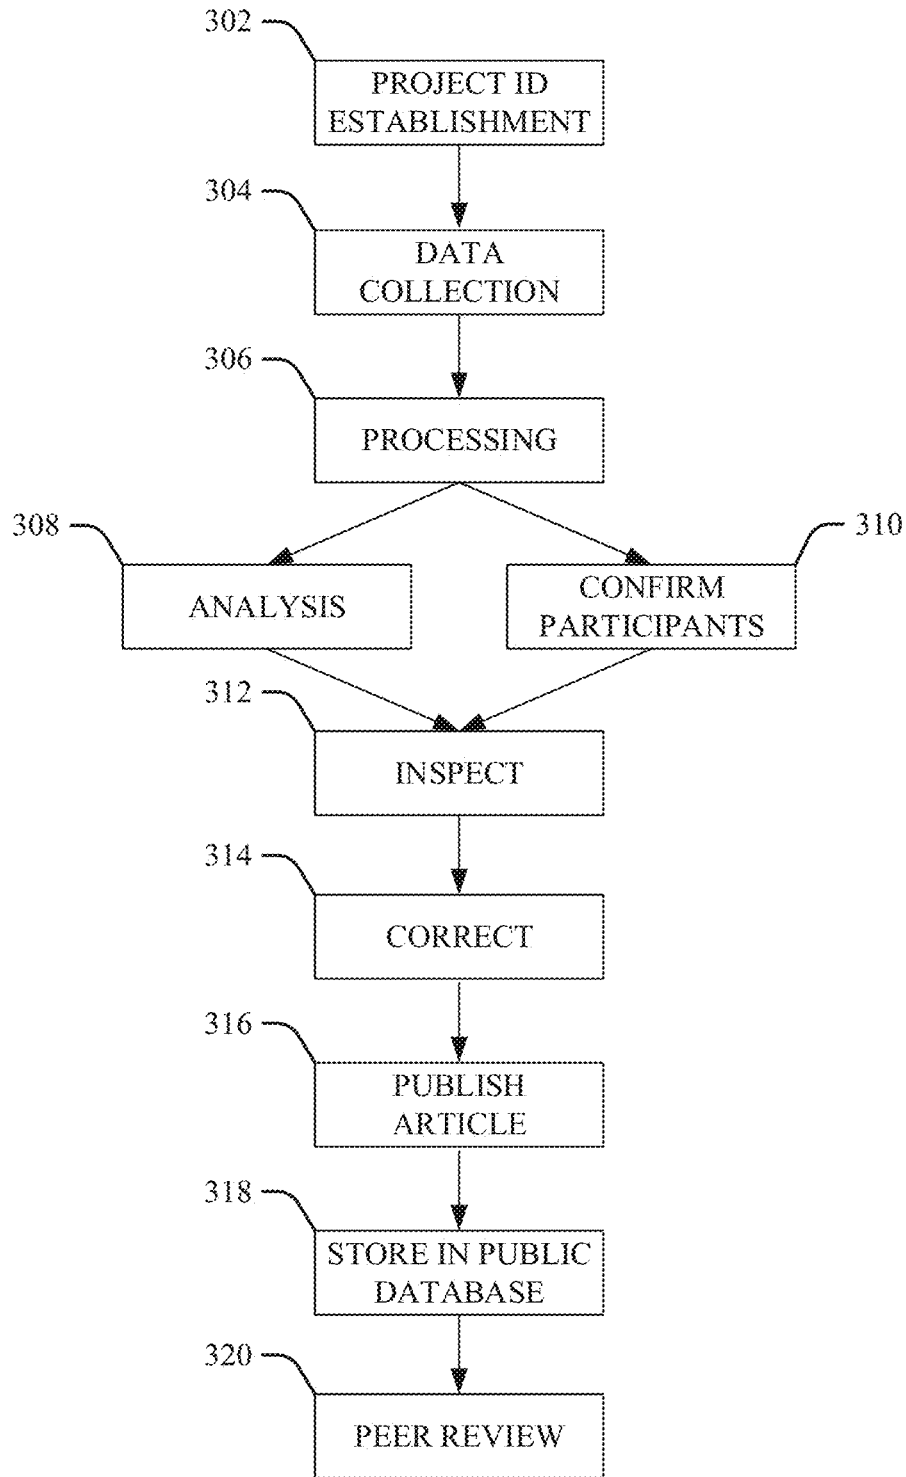 302
PROJECT ID
ESTABLISHMENT
304
DATA
COLLECTION
306
PROCESSING
308
310
ANALYSIS
CONFIRM
PARTICIPANTS
312
INSPECT
314
CORRECT
316
PUBLISH
ARTICLE
318
STORE IN PUBLIC
DATABASE
320
PEER REVIEW